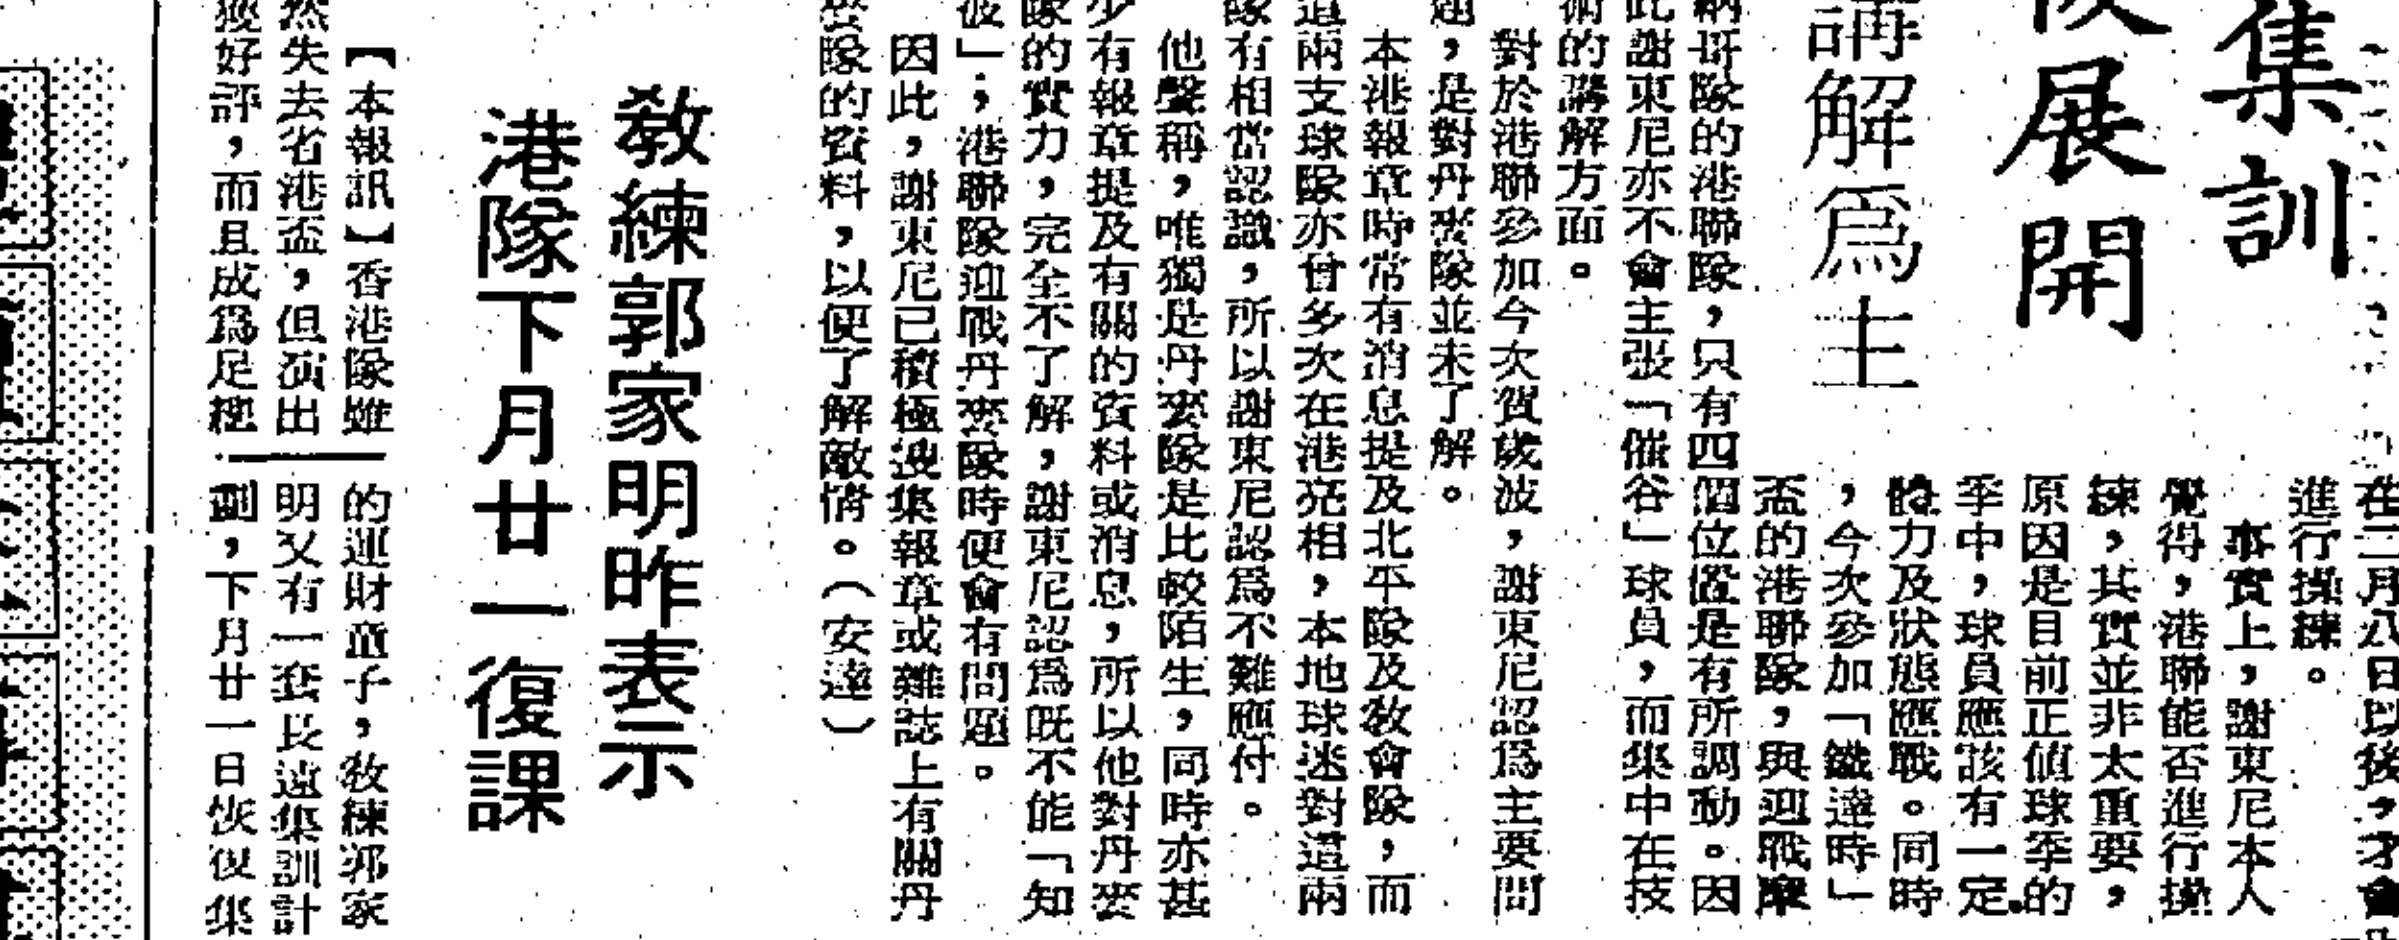 集訓
展開
講解爲主
在二月八日以後，才會
進行操練。
事實上，謝東尼本人
覺得，港聯能否進行操
練，其實並非太重要，
原因是目前正值球季的
季中，球員應該有一定
體力及狀態應戰。同時
，今次參加「鐵達時」
盃的港聯隊，與迎戰摩
納哥隊的港聯隊，只有四個位置是有所調動。因
此謝東尼亦不會主張「催谷」球員，而集中在技
術的講解方面。
對於港聯參加今次賀歲波，謝東尼認爲主要問
題，是對丹麥隊並未了解。
本港報章時常有消息提及北平隊及敎會隊，而
這兩支球隊亦曾多次在港亮相，本地球迷對這兩
隊有相當認識，所以謝東尼認爲不難應付。
他聲稱，唯獨是丹麥隊是比較陌生，同時亦甚
少有報章提及有關的資料或消息，所以他對丹麥
隊的實力，完全不了解，謝東尼認爲旣不能「知
彼」；港聯隊迎戰丹麥隊時便會有問題。
因此，謝東尼已積極搜集報章或雜誌上有關丹
麥隊的資料，以便了解敵情。（安達）
敎練郭家明昨表示
港隊下月廿一復課
【本報訊】香港隊雖
然失去省港盃，但演出
獲好評，而且成爲足總
的運財童子，敎練郭家
明又有一套長遠集訓計
劃，下月廿一日恢復集